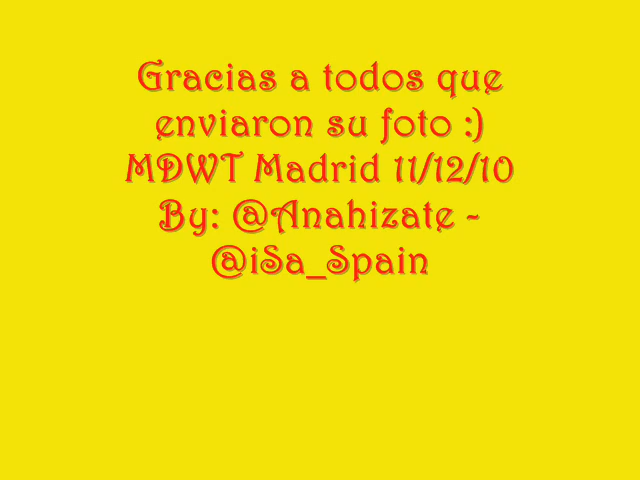 Gracias a todos que
enviaron su foto :)
MDWT Madrid 11/12/10
By: @Anahizate ~
@iSa_Spain